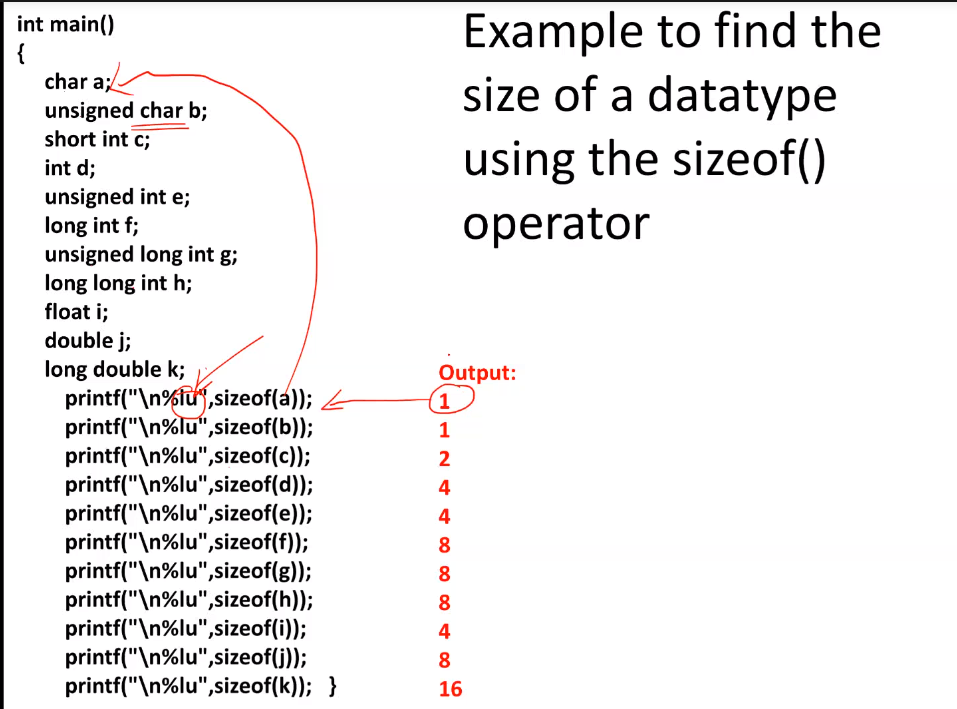 int main()
{
char a;
unsigned char b;
short int c;
int d;
unsigned int e;
long int f;
unsigned long int g;
long long int h;
float i;
double j;
long double k;
printf("\n%lu",sizeof(a));
printf("\n%lu",sizeof(b));
printf("\n%lu",sizeof(c));
printf("\n%lu",sizeof(d));
printf("\n%lu",sizeof(e));
printf("\n%lu",sizeof(f));
printf("\n%lu",sizeof(g));
printf("\n%lu",sizeof(h));
printf("\n%lu",sizeof(i));
printf("\n%lu",sizeof(j));
printf("\n%lu",sizeof(k)); }
Example to find the
size of a datatype
using the sizeof()
operator
Output:
1
1
2
4
4
8
8
8
4
8
16